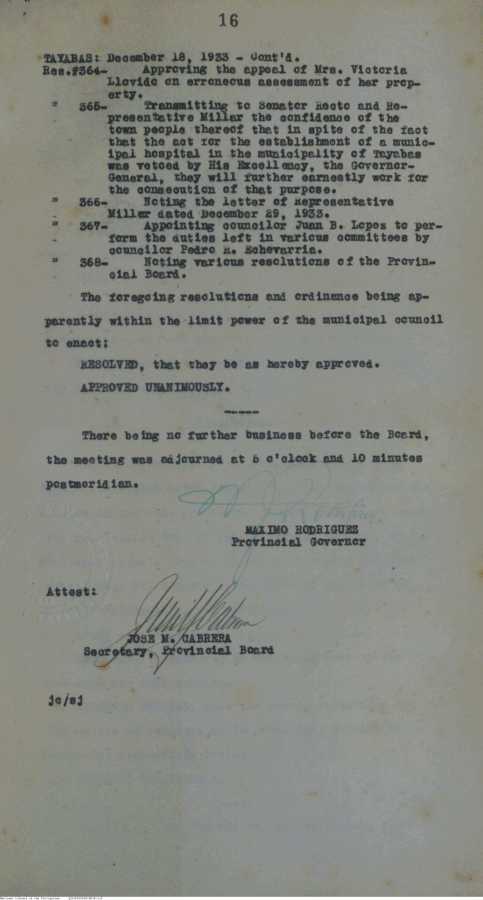 16
TAYABAS: December 18, 1933 - Cont'd.
Res.#364- Approving the appeal of Mrs. Victoria
Llovido on erroneous assessment of her prop-
erty.
" 365- Transmitting to Senator Recto and Re-
presentative Millar the confidence of the
town people thereof that in spite of the fact
that the act for the establishment of a munic-
ipal hospital in the municipality of Tayabas
was vetoed by His Excellency, the Governor-
General, they will further earnestly work for
the consecution of that purpose.
" 366- Noting the letter of Representative
Millar dated December 29, 1933.
" 367- Appointing councilor Juan B. Lopes to per-
form the duties left in various committees by
councilor Pedro R. Echevarria.
" 368- Noting various resolutions of the Provin-
cial Board.
The foregoing resolutions and ordinance being ap-
parently within the limit power of the municipal council
to enact;
RESOLVED, that they be as hereby approved.
APPROVED UNANIMOUSLY.
There being no further business before the Board,
the meeting was adjourned at 5 o'clock and 10 minutes
postmeridian.
MAXIMO RODRIGUEZ
Provincial Governor
Attest:
JOSE M. CABRERA
Secretary, Provincial Board
jc/sj
National Library of the Philippines